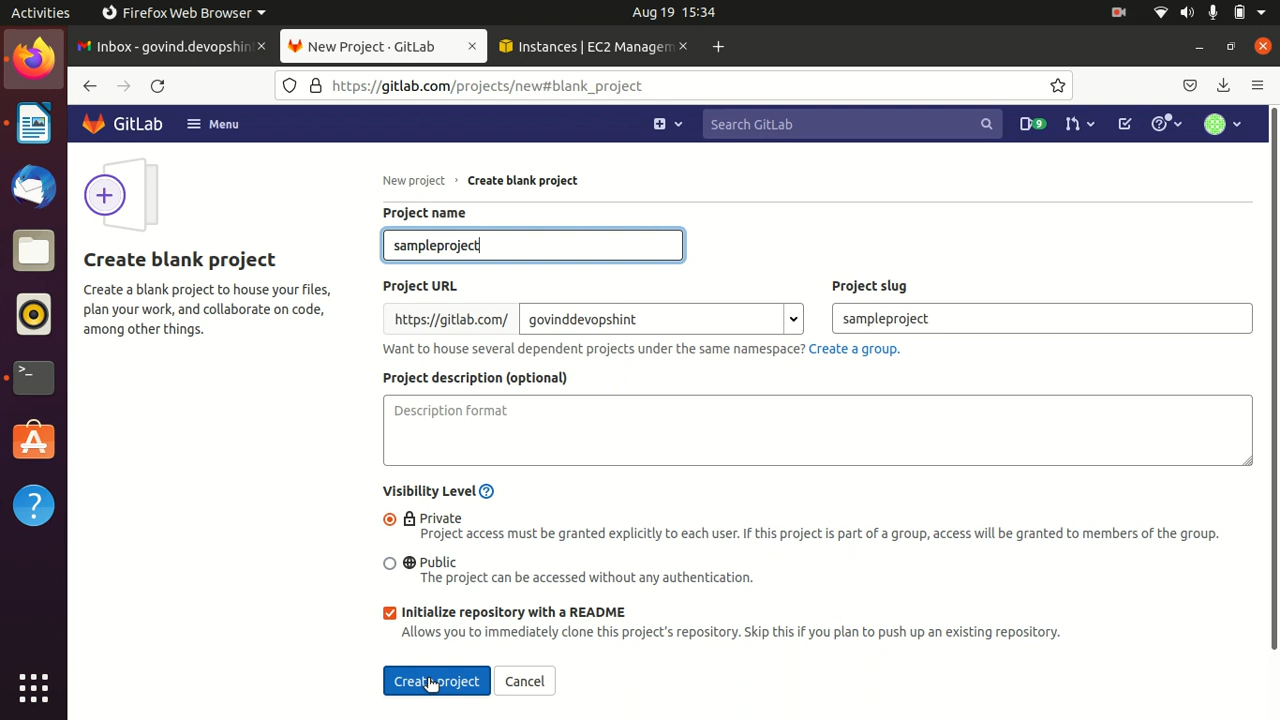 Activities Firefox Web Browser Aug 19 15:34
Inbox - govind.devopshin New Project · GitLab Instances | EC2 Managem
https://gitlab.com/projects/new#blank_project
GitLab Menu Search GitLab 9
New project › Create blank project
Project name
sampleproject
Create blank project
Create a blank project to house your files,
plan your work, and collaborate on code,
among other things.
Project URL Project slug
https://gitlab.com/ govinddevopshint sampleproject
Want to house several dependent projects under the same namespace? Create a group.
Project description (optional)
Description format
Visibility Level
Private
Project access must be granted explicitly to each user. If this project is part of a group, access will be granted to members of the group.
Public
The project can be accessed without any authentication.
Initialize repository with a README
Allows you to immediately clone this project's repository. Skip this if you plan to push up an existing repository.
Create project Cancel